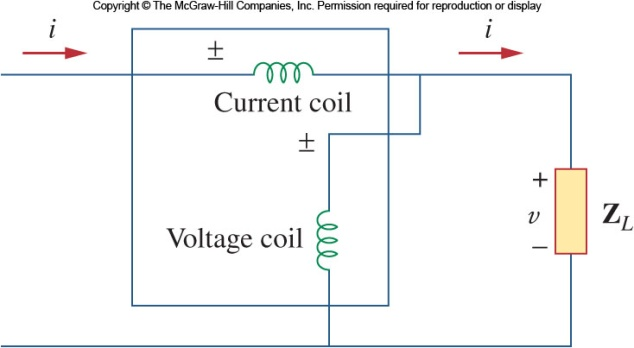 Copyright © The McGraw-Hill Companies, Inc. Permission required for reproduction or display
i
i
±
Current coil
±
+
Voltage coil
v
Z_L
−